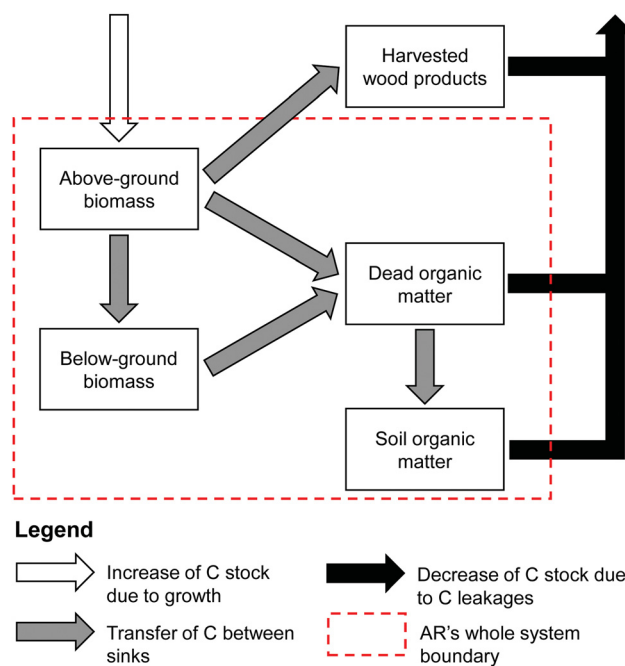 Harvested
wood products
Above-ground
biomass
Dead organic
matter
Below-ground
biomass
Soil organic
matter
Legend
Increase of C stock
due to growth
Decrease of C stock due
to C leakages
Transfer of C between
sinks
AR's whole system
boundary